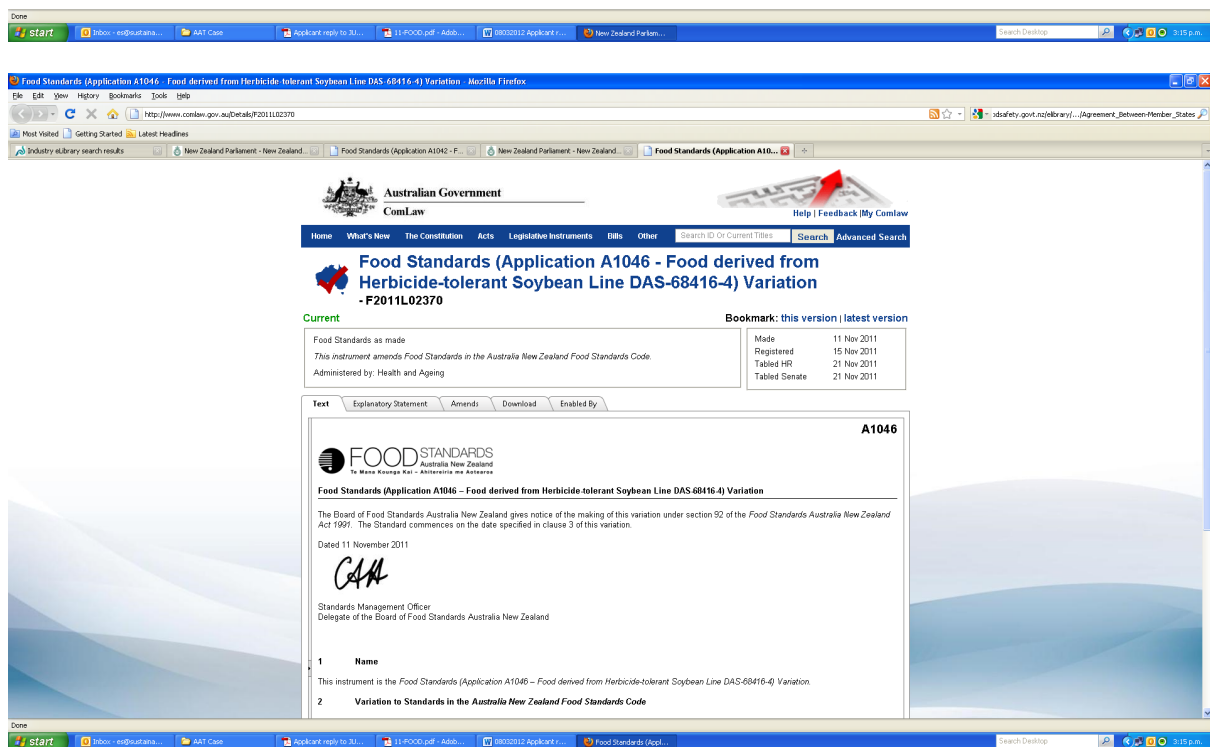 Done
start
Inbox - es@sustaina...
AAT Case
Applicant reply to JU...
11-FOOD.pdf - Adob...
08032012 Applicant r...
New Zealand Parliam...
Search Desktop
3:15 p.m.
Food Standards (Application A1046 - Food derived from Herbicide-tolerant Soybean Line DAS-68416-4) Variation - Mozilla Firefox
File Edit View History Bookmarks Tools Help
http://www.comlaw.gov.au/Details/F2011L02370
dsafety.govt.nz/elibrary/.../Agreement_Between-Member_States
Most Visited Getting Started Latest Headlines
Industry eLibrary search results
New Zealand Parliament - New Zealand...
Food Standards (Application A1042 - F...
New Zealand Parliament - New Zealand...
Food Standards (Application A10...
Australian Government
ComLaw
Help | Feedback |My Comlaw
Home What's New The Constitution Acts Legislative Instruments Bills Other Search ID Or Current Titles Search Advanced Search
Food Standards (Application A1046 - Food derived from
Herbicide-tolerant Soybean Line DAS-68416-4) Variation
- F2011L02370
Current
Bookmark: this version | latest version
Food Standards as made
This instrument amends Food Standards in the Australia New Zealand Food Standards Code.
Administered by: Health and Ageing
Made 11 Nov 2011
Registered 15 Nov 2011
Tabled HR 21 Nov 2011
Tabled Senate 21 Nov 2011
Text Explanatory Statement Amends Download Enabled By
A1046
FOOD STANDARDS
Australia New Zealand
Te Mana Kounga Kai – Ahitereiria me Aotearoa
Food Standards (Application A1046 – Food derived from Herbicide-tolerant Soybean Line DAS-68416-4) Variation
The Board of Food Standards Australia New Zealand gives notice of the making of this variation under section 92 of the Food Standards Australia New Zealand
Act 1991. The Standard commences on the date specified in clause 3 of this variation.
Dated 11 November 2011
Standards Management Officer
Delegate of the Board of Food Standards Australia New Zealand
1 Name
This instrument is the Food Standards (Application A1046 – Food derived from Herbicide-tolerant Soybean Line DAS-68416-4) Variation.
2 Variation to Standards in the Australia New Zealand Food Standards Code
Done
start
Inbox - es@sustaina...
AAT Case
Applicant reply to JU...
11-FOOD.pdf - Adob...
08032012 Applicant r...
Food Standards (Appl...
Search Desktop
3:15 p.m.